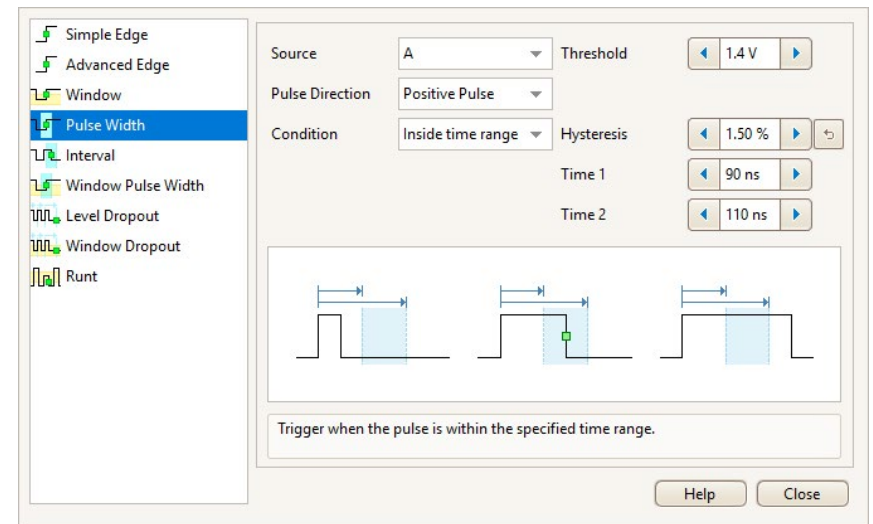 Simple Edge
Advanced Edge
Window
Pulse Width
Interval
Window Pulse Width
Level Dropout
Window Dropout
Runt
Source A Threshold 1.4 V
Pulse Direction Positive Pulse
Condition Inside time range Hysteresis 1.50 %
Time 1 90 ns
Time 2 110 ns
Trigger when the pulse is within the specified time range.
Help Close